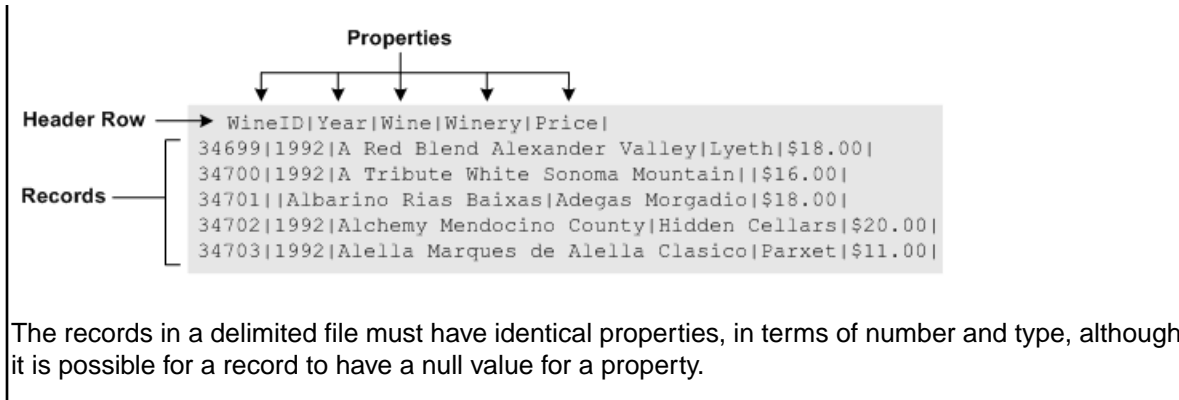 Properties
Header Row
WineID|Year|Wine|Winery|Price|
34699|1992|A Red Blend Alexander Valley|Lyeth|$18.00|
34700|1992|A Tribute White Sonoma Mountain||$16.00|
Records
34701||Albarino Rias Baixas|Adegas Morgadio|$18.00|
34702|1992|Alchemy Mendocino County|Hidden Cellars|$20.00|
34703|1992|Alella Marques de Alella Clasico|Parxet|$11.00|
The records in a delimited file must have identical properties, in terms of number and type, although
it is possible for a record to have a null value for a property.